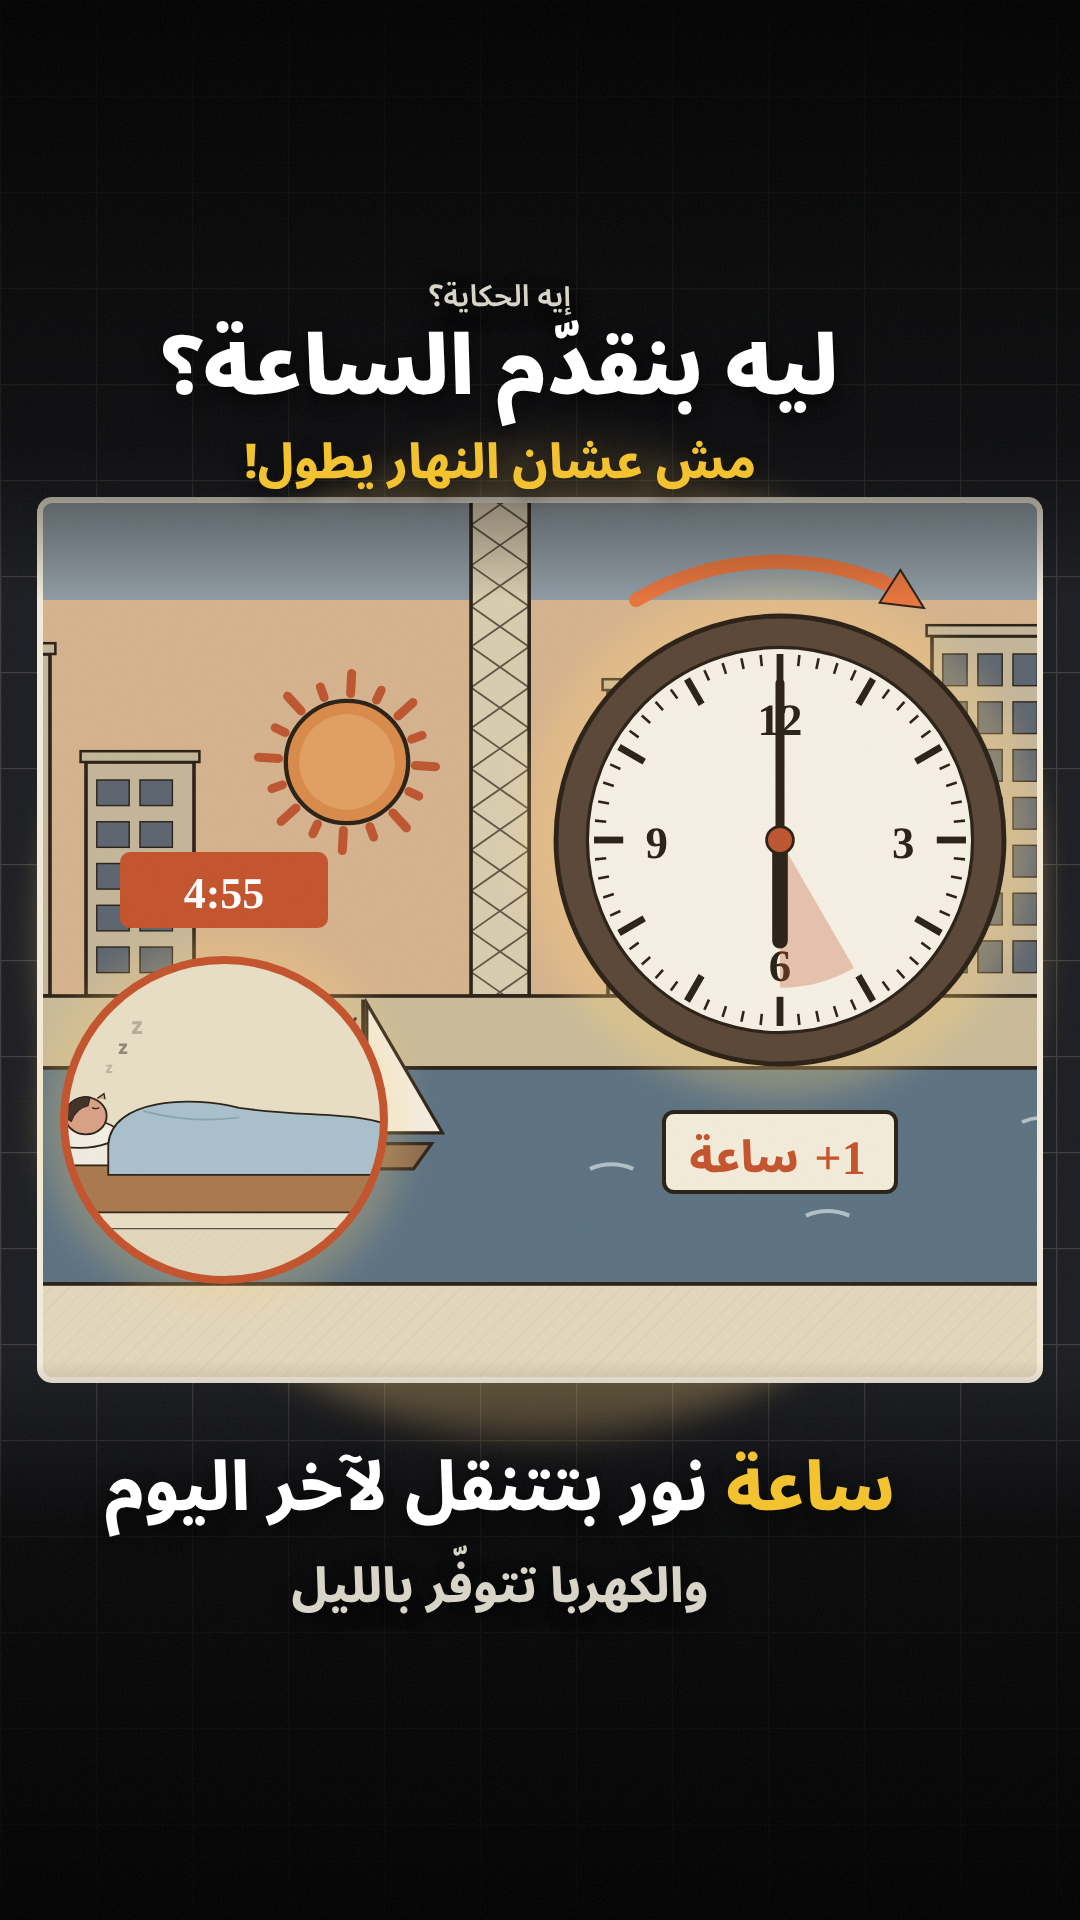 إيه الحكاية؟
ليه بنقدّم الساعة؟
مش عشان النهار يطول!
12
9
3
4:55
6
z
z
z
+1 ساعة
ساعة نور بتتنقل لآخر اليوم
والكهربا تتوفّر بالليل